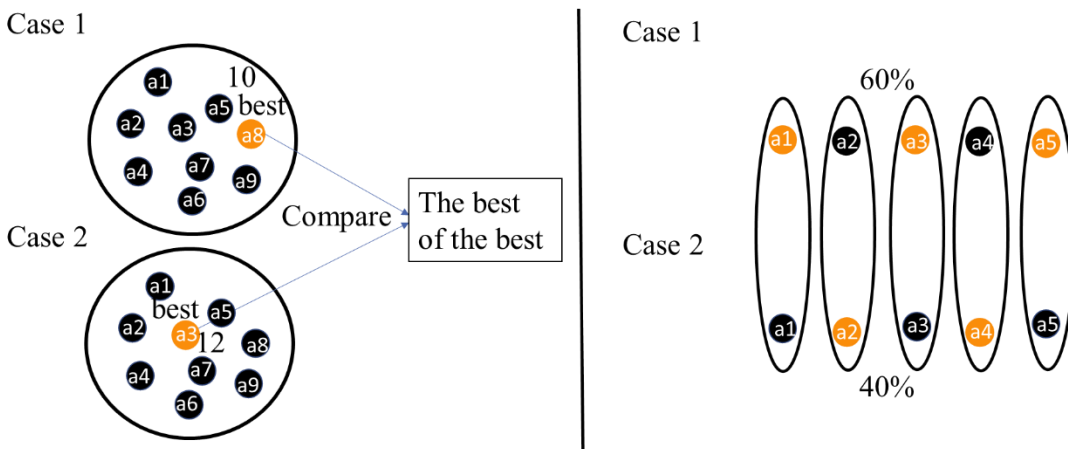 Case 1
a1
10
a5
best
a2
a3
a8
a7
a4
a9
a6
Compare
The best
of the best
Case 2
a1
best
a5
a2
a3
12
a8
a7
a4
a9
a6
Case 1
60%
a1
a2
a3
a4
a5
Case 2
a1
a2
a3
a4
a5
40%